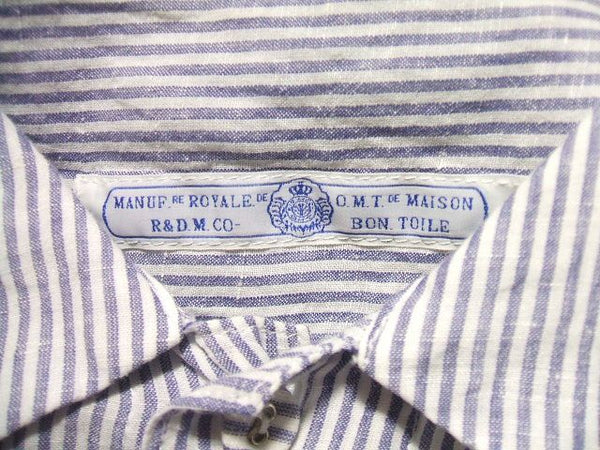 MANUF.RE ROYALE.DE O.M.T.DE MAISON
R&D.M.CO- BON.TOILE